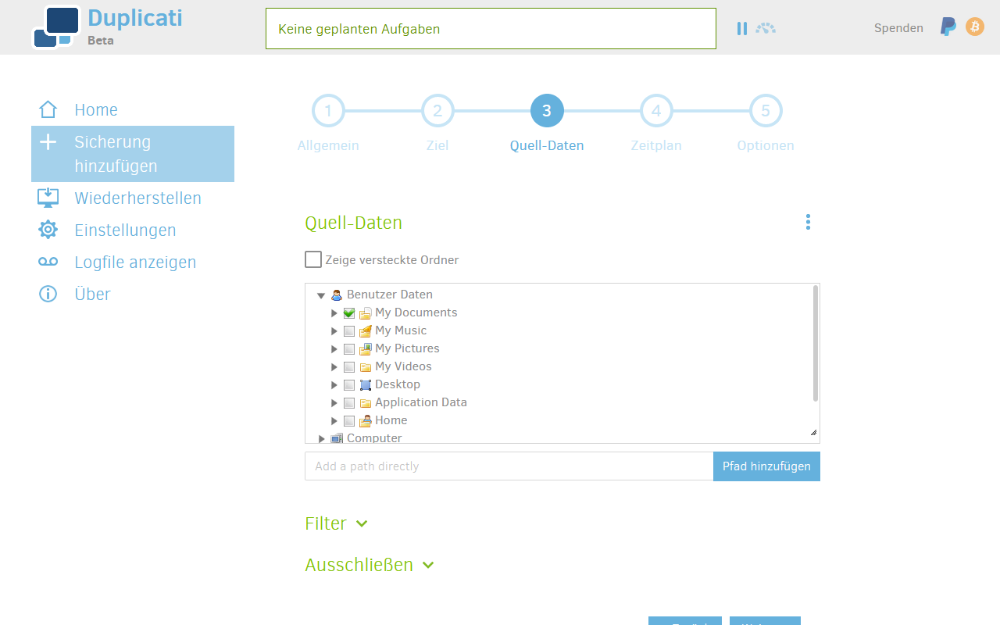 Duplicati
Beta
Keine geplanten Aufgaben
Spenden
Home
Sicherung
hinzufügen
Wiederherstellen
Einstellungen
Logfile anzeigen
Über
1
2
3
4
5
Allgemein
Ziel
Quell-Daten
Zeitplan
Optionen
Quell-Daten
Zeige versteckte Ordner
Benutzer Daten
My Documents
My Music
My Pictures
My Videos
Desktop
Application Data
Home
Computer
Add a path directly
Pfad hinzufügen
Filter
Ausschließen